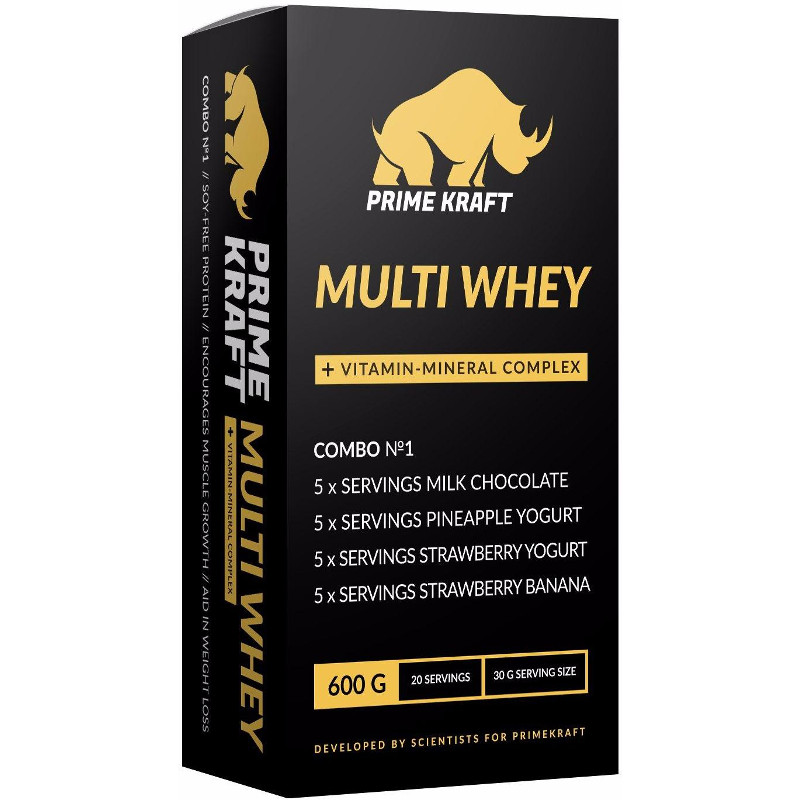 PRIME KRAFT
MULTI WHEY
+ VITAMIN-MINERAL COMPLEX
COMBO Nº1
5 x SERVINGS MILK CHOCOLATE
5 x SERVINGS PINEAPPLE YOGURT
5 x SERVINGS STRAWBERRY YOGURT
5 x SERVINGS STRAWBERRY BANANA
600 G
20 SERVINGS
30 G SERVING SIZE
DEVELOPED BY SCIENTISTS FOR PRIMEKRAFT
PRIME
KRAFT
MULTI WHEY
+ VITAMIN-MINERAL COMPLEX
COMBO Nº1 // SOY-FREE PROTEIN // ENCOURAGES MUSCLE GROWTH // AID IN WEIGHT LOSS